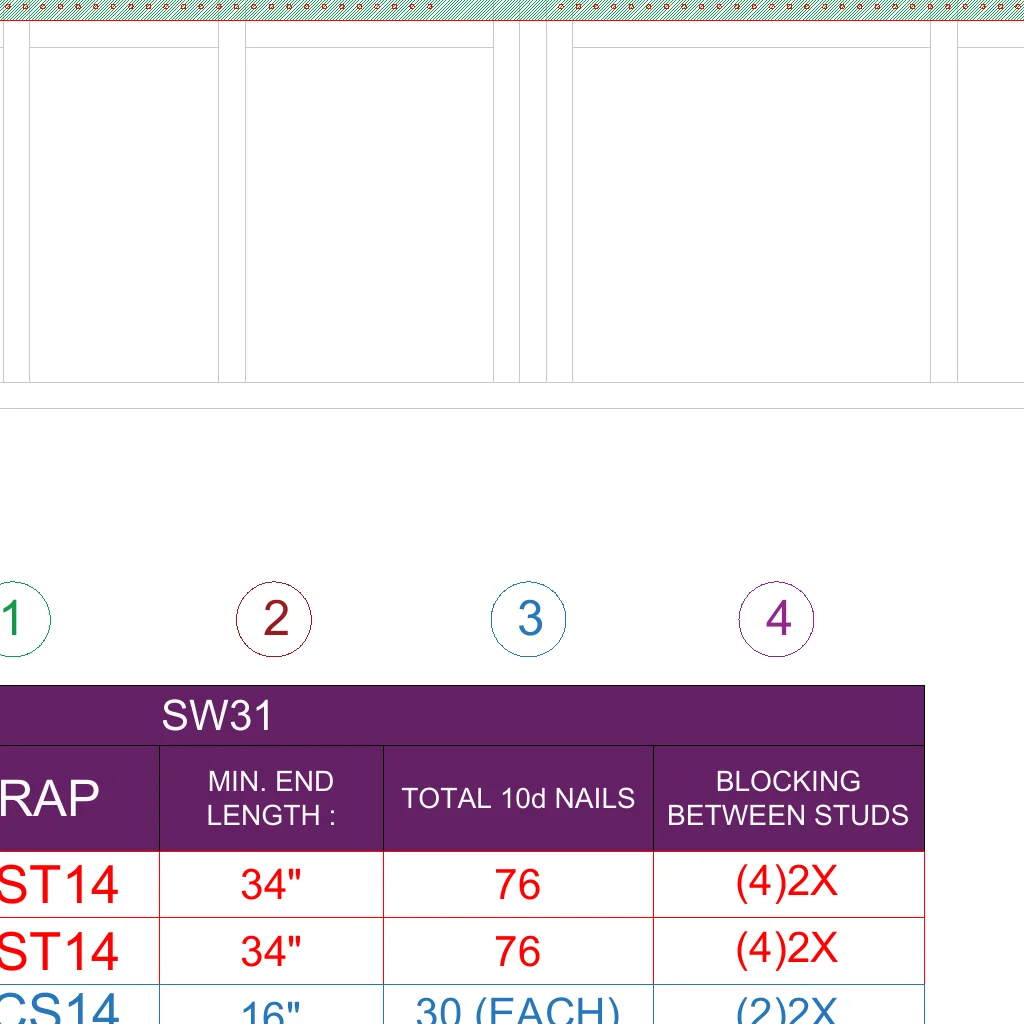 1 2 3 4
SW31
RAP MIN. END LENGTH : TOTAL 10d NAILS BLOCKING BETWEEN STUDS
ST14 34" 76 (4)2X
ST14 34" 76 (4)2X
CS14 16" 30 (EACH) (2)2X